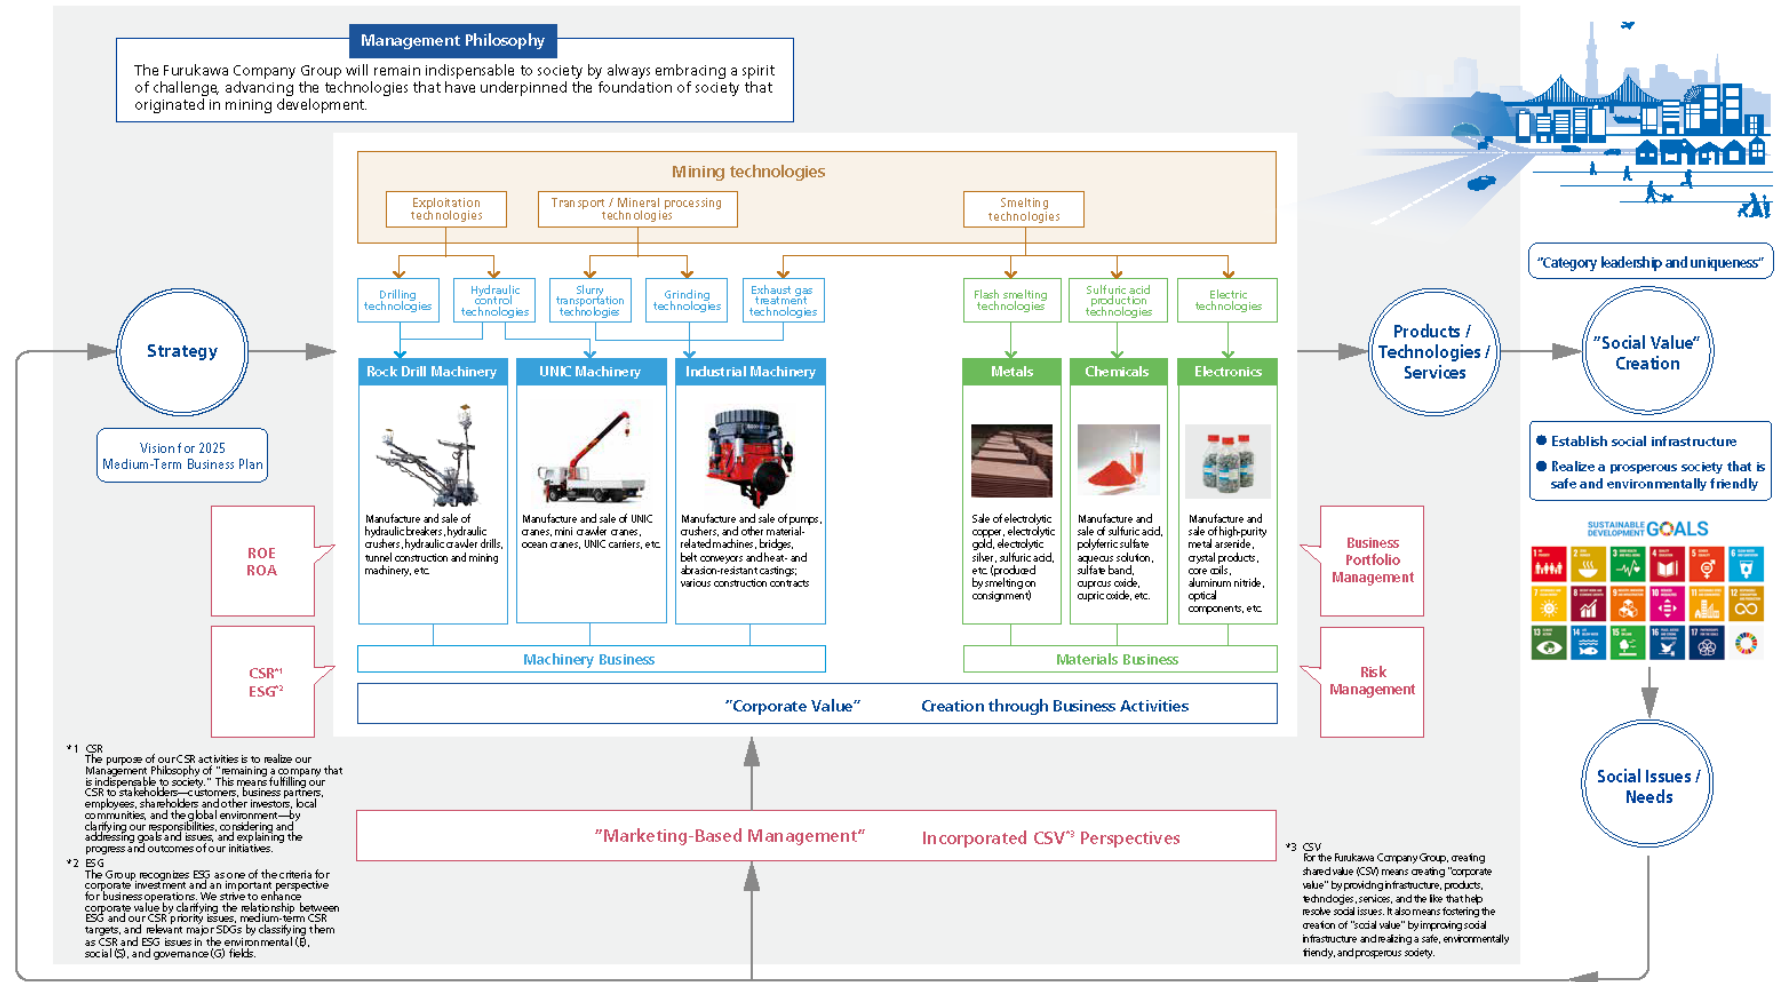 Management Philosophy
The Furukawa Company Group will remain indispensable to society by always embracing a spirit
of challenge, advancing the technologies that have underpinned the foundation of society that
originated in mining development.
Mining technologies
Exploitation
technologies
Transport / Mineral processing
technologies
Smelting
technologies
Drilling
technologies
Hydraulic
control
technologies
Slurry
transportation
technologies
Grinding
technologies
Exhaust gas
treatment
technologies
Flash smelting
technologies
Sulfuric acid
production
technologies
Electric
technologies
"Category leadership and uniqueness"
Strategy
Vision for 2025
Medium-Term Business Plan
Rock Drill Machinery
Manufacture and sale of
hydraulic breakers, hydraulic
crushers, hydraulic crawler drills,
tunnel construction and mining
machinery, etc.
UNIC Machinery
Manufacture and sale of UNIC
cranes, mini crawler cranes,
ocean cranes, UNIC carriers, etc.
Industrial Machinery
Manufacture and sale of pumps,
crushers, and other material-
related machines, bridges,
belt conveyors and heat- and
abrasion-resistant castings;
various construction contracts
Metals
Sale of electrolytic
copper, electrolytic
gold, electrolytic
silver, sulfuric acid,
etc. (produced
by smelting on
consignment)
Chemicals
Manufacture and
sale of sulfuric acid,
polyferric sulfate
aqueous solution,
sulfate band,
cuprous oxide,
cupric oxide, etc.
Electronics
Manufacture and
sale of high-purity
metal arsenide,
crystal products,
core coils,
aluminum nitride,
optical
components, etc.
Machinery Business
Materials Business
"Corporate Value" Creation through Business Activities
Products /
Technologies /
Services
"Social Value"
Creation
● Establish social infrastructure
● Realize a prosperous society that is
safe and environmentally friendly
ROE
ROA
CSR*1
ESG*2
Business
Portfolio
Management
Risk
Management
SUSTAINABLE
DEVELOPMENT GOALS
1
2
3
4
5
6
7
8
9
10
11
12
13
14
15
16
17
Social Issues /
Needs
"Marketing-Based Management" Incorporated CSV*3 Perspectives
*1 CSR
The purpose of our CSR activities is to realize our
Management Philosophy of "remaining a company that
is indispensable to society." This means fulfilling our
CSR to stakeholders—customers, business partners,
employees, shareholders and other investors, local
communities, and the global environment—by
clarifying our responsibilities, considering and
addressing goals and issues, and explaining the
progress and outcomes of our initiatives.
*2 ESG
The Group recognizes ESG as one of the criteria for
corporate investment and an important perspective
for business operations. We strive to enhance
corporate value by clarifying the relationship between
ESG and our CSR priority issues, medium-term CSR
targets, and relevant major SDGs by classifying them
as CSR and ESG issues in the environmental (E),
social (S), and governance (G) fields.
*3 CSV
For the Furukawa Company Group, creating
shared value (CSV) means creating "corporate
value" by providing infrastructure, products,
technologies, services, and the like that help
resolve social issues. It also means fostering the
creation of "social value" by improving social
infrastructure and realizing a safe, environmentally
friendly, and prosperous society.